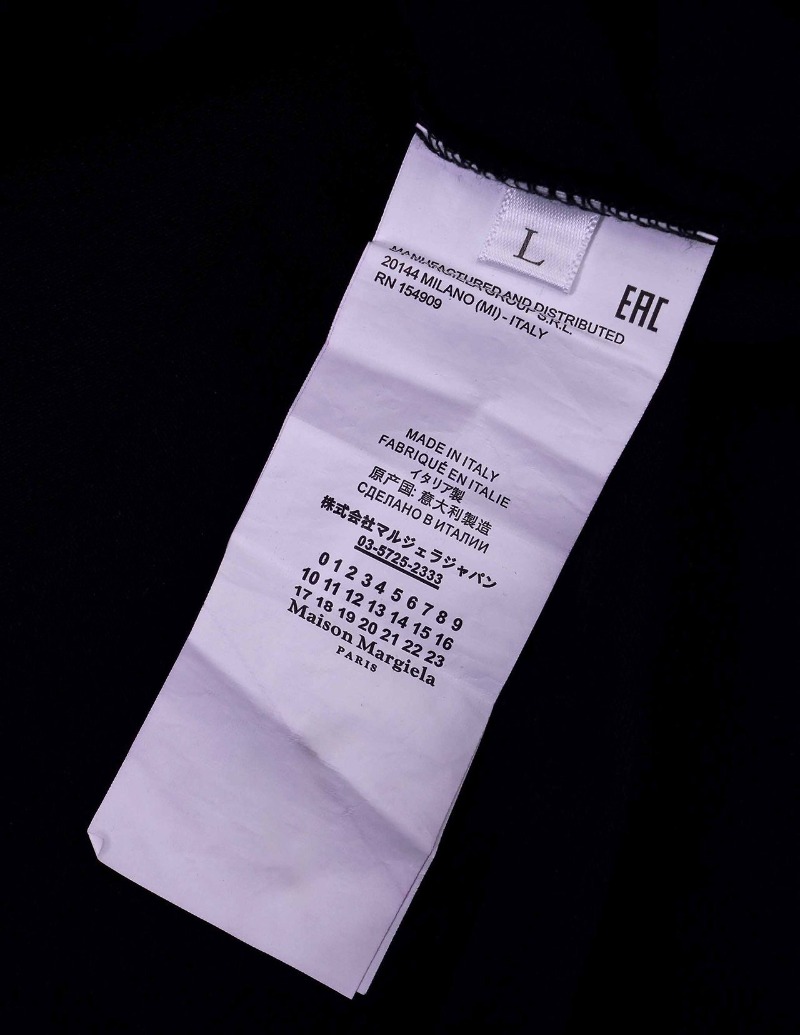 L
MANUFACTURED AND DISTRIBUTED
GROUP S.R.L.
20144 MILANO (MI) - ITALY
RN 154909
EAC
MADE IN ITALY
FABRIQUÉ EN ITALIE
イタリア製
原产国: 意大利製造
СДЕЛАНО В ИТАЛИИ
株式会社マルジェラジャパン
03-5725-2333
0 1 2 3 4 5 6 7 8 9
10 11 12 13 14 15 16
17 18 19 20 21 22 23
Maison Margiela
PARIS